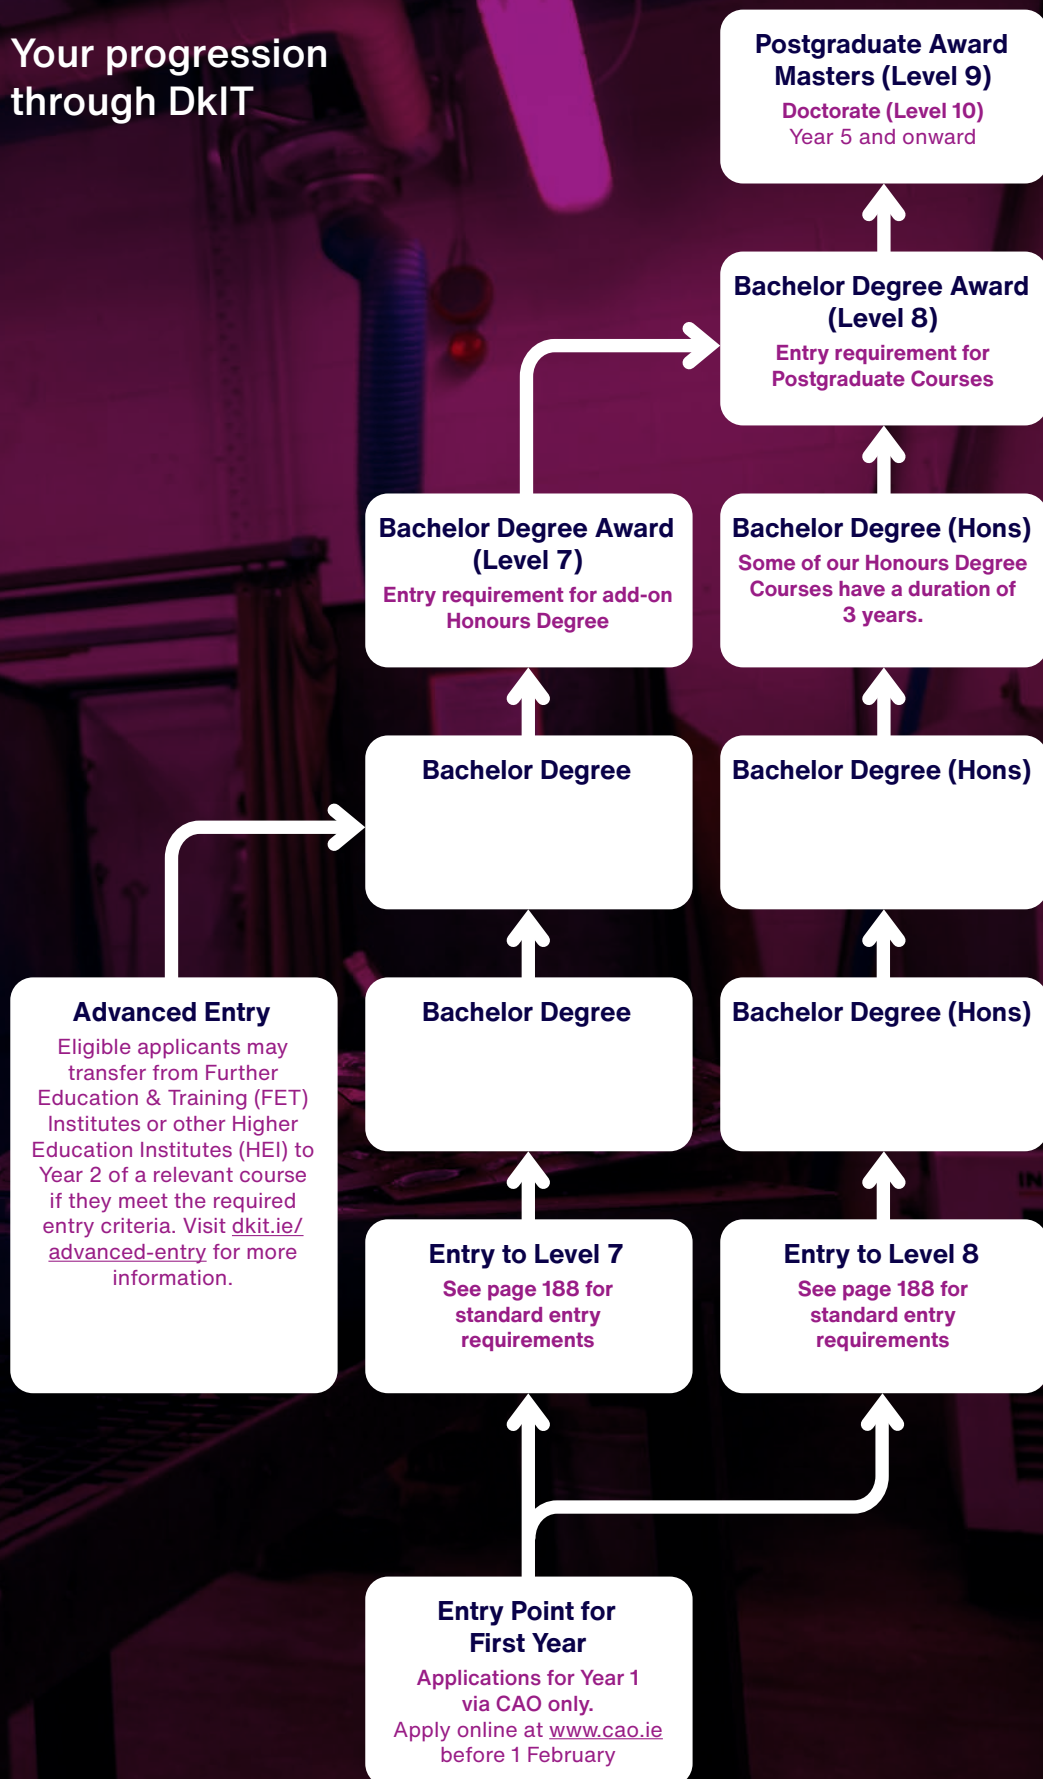 Your progression
through DkIT
Postgraduate Award
Masters (Level 9)
Doctorate (Level 10)
Year 5 and onward
Bachelor Degree Award
(Level 8)
Entry requirement for
Postgraduate Courses
Bachelor Degree Award
(Level 7)
Entry requirement for add-on
Honours Degree
Bachelor Degree (Hons)
Some of our Honours Degree
Courses have a duration of
3 years.
Bachelor Degree
Bachelor Degree (Hons)
Advanced Entry
Eligible applicants may
transfer from Further
Education & Training (FET)
Institutes or other Higher
Education Institutes (HEI) to
Year 2 of a relevant course
if they meet the required
entry criteria. Visit dkit.ie/
advanced-entry for more
information.
Bachelor Degree
Bachelor Degree (Hons)
Entry to Level 7
See page 188 for
standard entry
requirements
Entry to Level 8
See page 188 for
standard entry
requirements
Entry Point for
First Year
Applications for Year 1
via CAO only.
Apply online at www.cao.ie
before 1 February